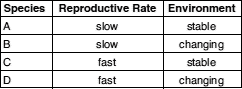 Species Reproductive Rate Environment
A slow stable
B slow changing
C fast stable
D fast changing